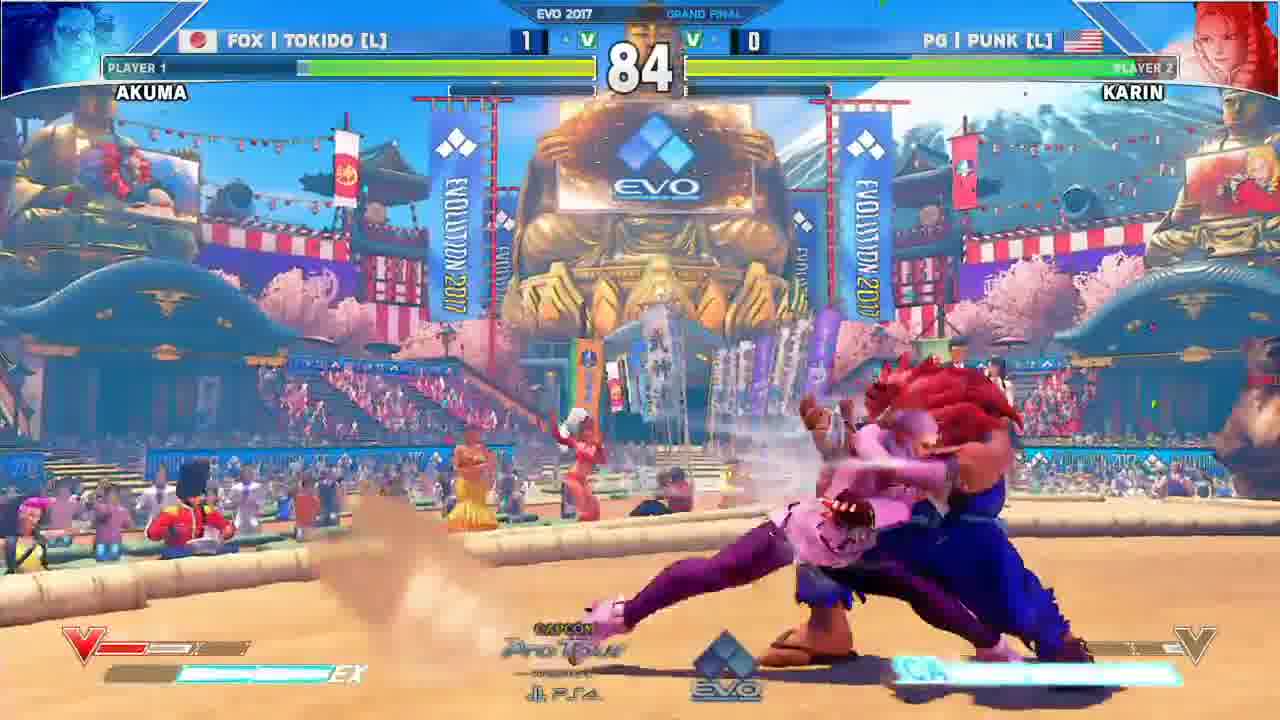 EVO 2017 GRAND FINAL
FOX | TOKIDO [L] 1 V 84 V 0 PG | PUNK [L]
PLAYER 1 PLAYER 2
AKUMA KARIN
EVO
EVOLUTION 2017
EVOLUTION 2017
V EX V
CAPCOM
Pro Tour
PS4
EVO